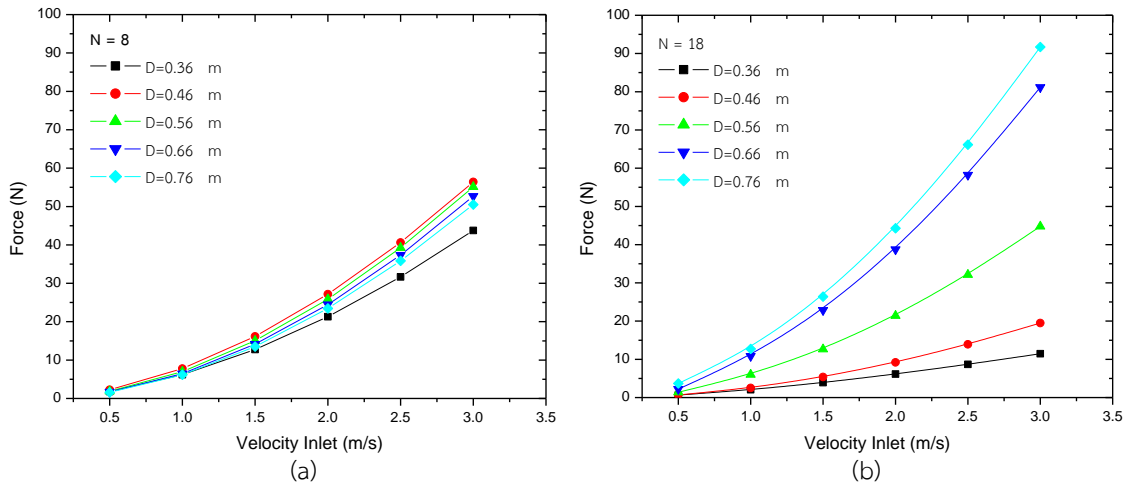 100
90
80
70
60
50
40
30
20
10
0
Force (N)
N = 8
D=0.36 m
D=0.46 m
D=0.56 m
D=0.66 m
D=0.76 m
0.5 1.0 1.5 2.0 2.5 3.0 3.5
Velocity Inlet (m/s)
(a)
100
90
80
70
60
50
40
30
20
10
0
Force (N)
N = 18
D=0.36 m
D=0.46 m
D=0.56 m
D=0.66 m
D=0.76 m
0.5 1.0 1.5 2.0 2.5 3.0 3.5
Velocity Inlet (m/s)
(b)